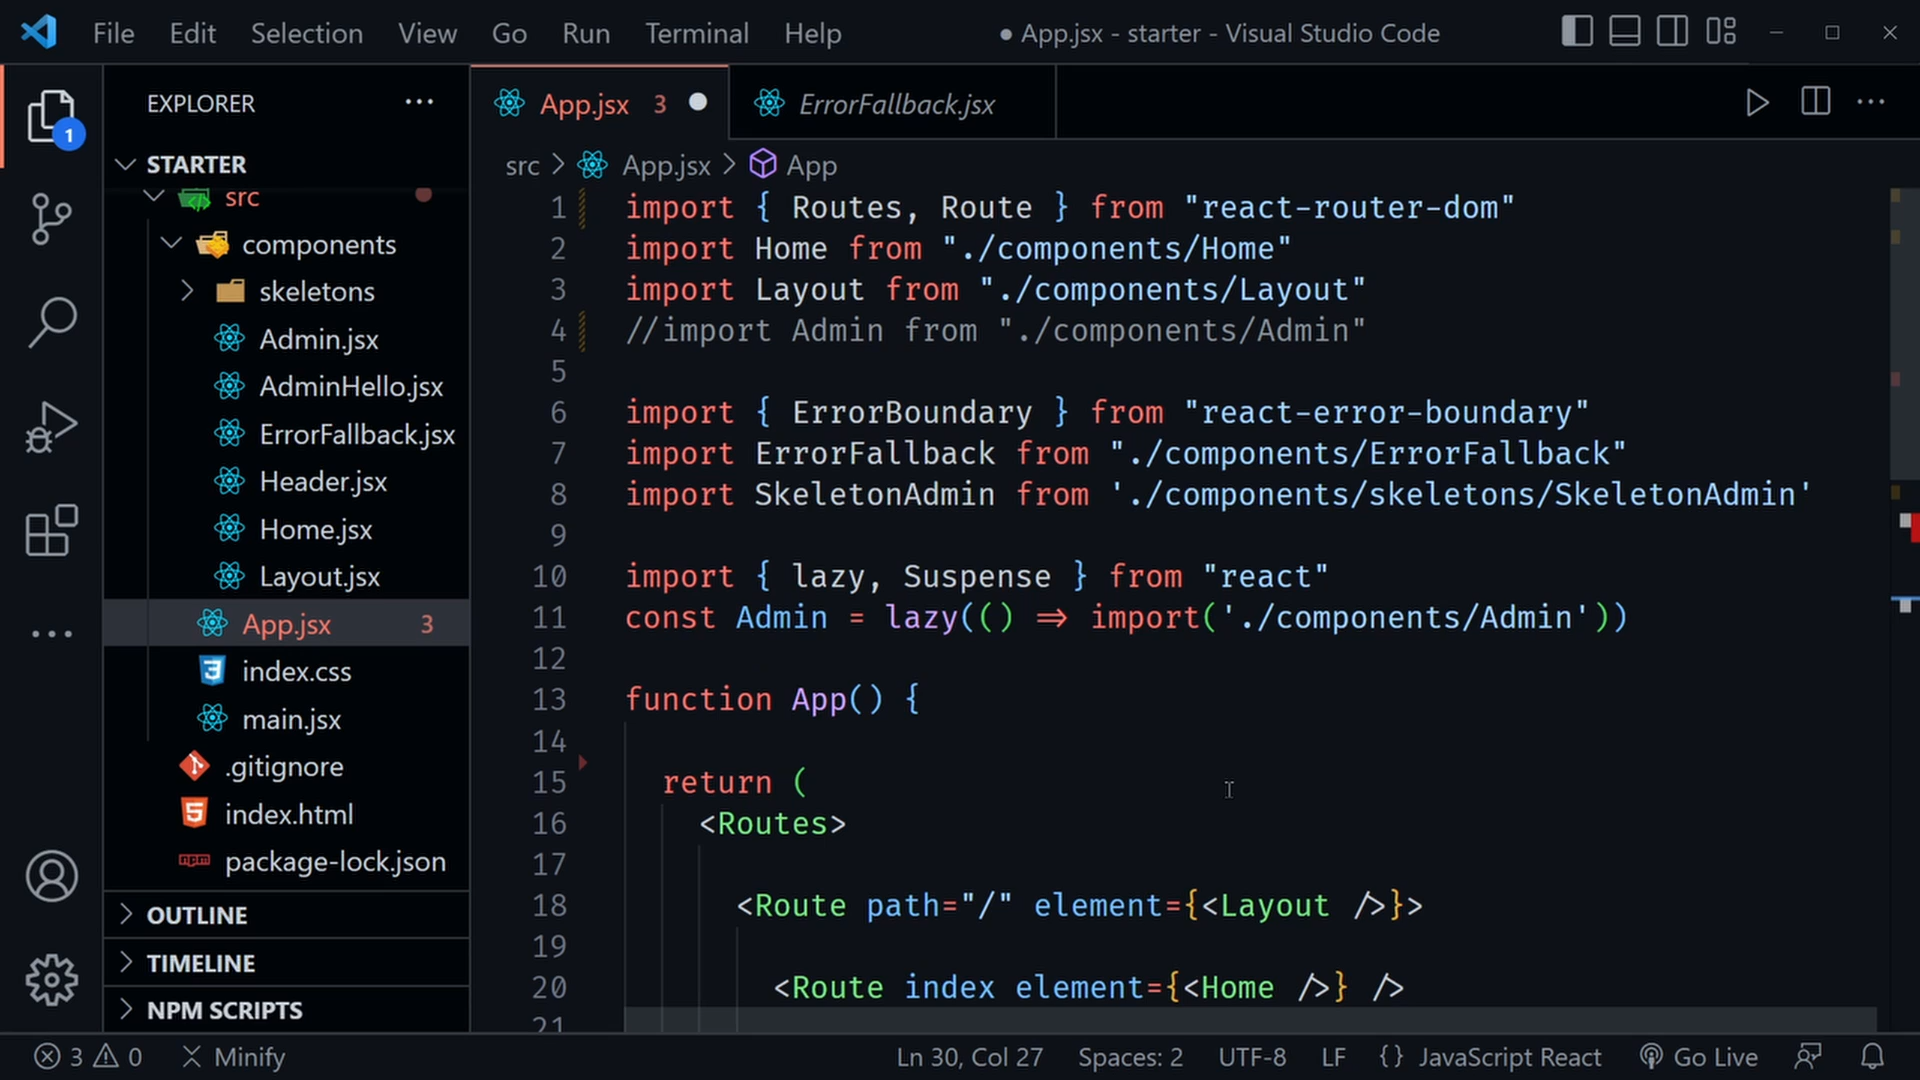 File Edit Selection View Go Run Terminal Help
● App.jsx - starter - Visual Studio Code
1
EXPLORER
STARTER
src
components
skeletons
Admin.jsx
AdminHello.jsx
ErrorFallback.jsx
Header.jsx
Home.jsx
Layout.jsx
App.jsx 3
index.css
main.jsx
.gitignore
index.html
package-lock.json
OUTLINE
TIMELINE
NPM SCRIPTS
App.jsx 3 ● ErrorFallback.jsx
src > App.jsx > App
1 import { Routes, Route } from "react-router-dom"
2 import Home from "./components/Home"
3 import Layout from "./components/Layout"
4 //import Admin from "./components/Admin"
5
6 import { ErrorBoundary } from "react-error-boundary"
7 import ErrorFallback from "./components/ErrorFallback"
8 import SkeletonAdmin from './components/skeletons/SkeletonAdmin'
9
10 import { lazy, Suspense } from "react"
11 const Admin = lazy(() => import('./components/Admin'))
12
13 function App() {
14
15 return (
16 <Routes>
17
18 <Route path="/" element={<Layout />}>
19
20 <Route index element={<Home />} />
21
3 0 Minify
Ln 30, Col 27 Spaces: 2 UTF-8 LF {} JavaScript React Go Live